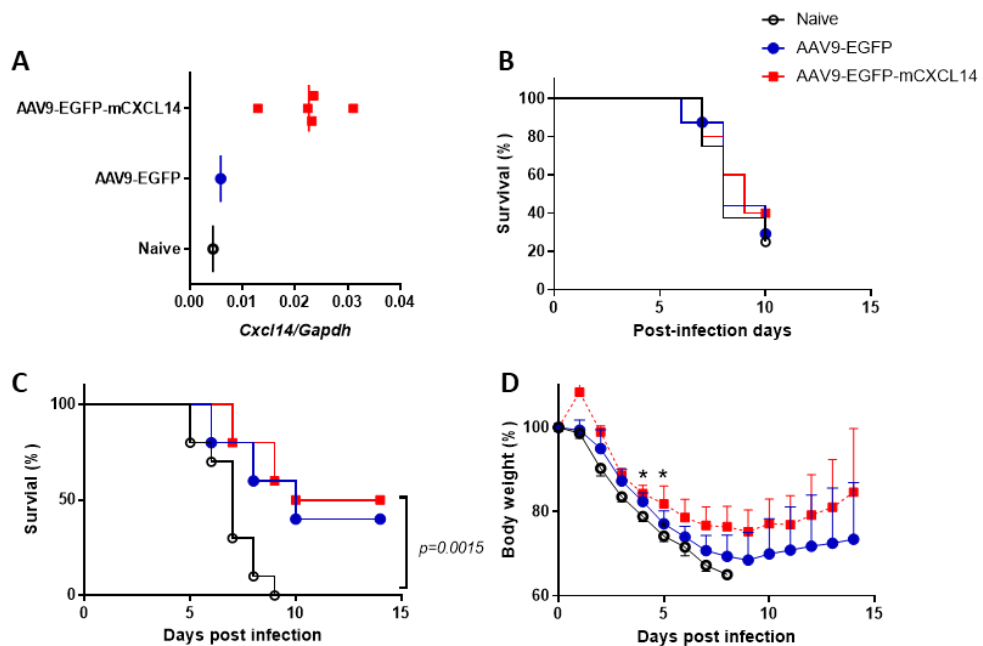 Naive
AAV9-EGFP
AAV9-EGFP-mCXCL14
A
AAV9-EGFP-mCXCL14
AAV9-EGFP
Naive
0.00 0.01 0.02 0.03 0.04
Cxcl14/Gapdh
B
Survival (%)
100
80
60
40
20
0
0 5 10 15
Post-infection days
C
Survial (%)
100
50
0
0 5 10 15
Days post infection
p=0.0015
D
Body weight (%)
100
80
60
* *
0 5 10 15
Days post infection